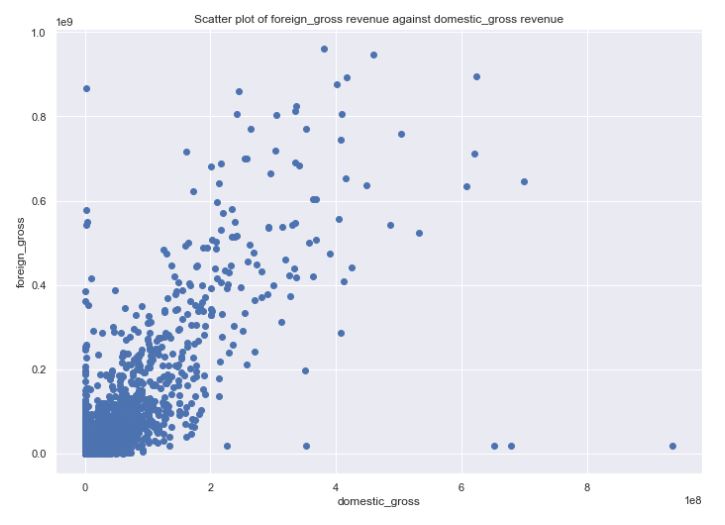 Scatter plot of foreign_gross revenue against domestic_gross revenue
1e9
1.0
0.8
0.6
0.4
0.2
0.0
foreign_gross
0 2 4 6 8
1e8
domestic_gross